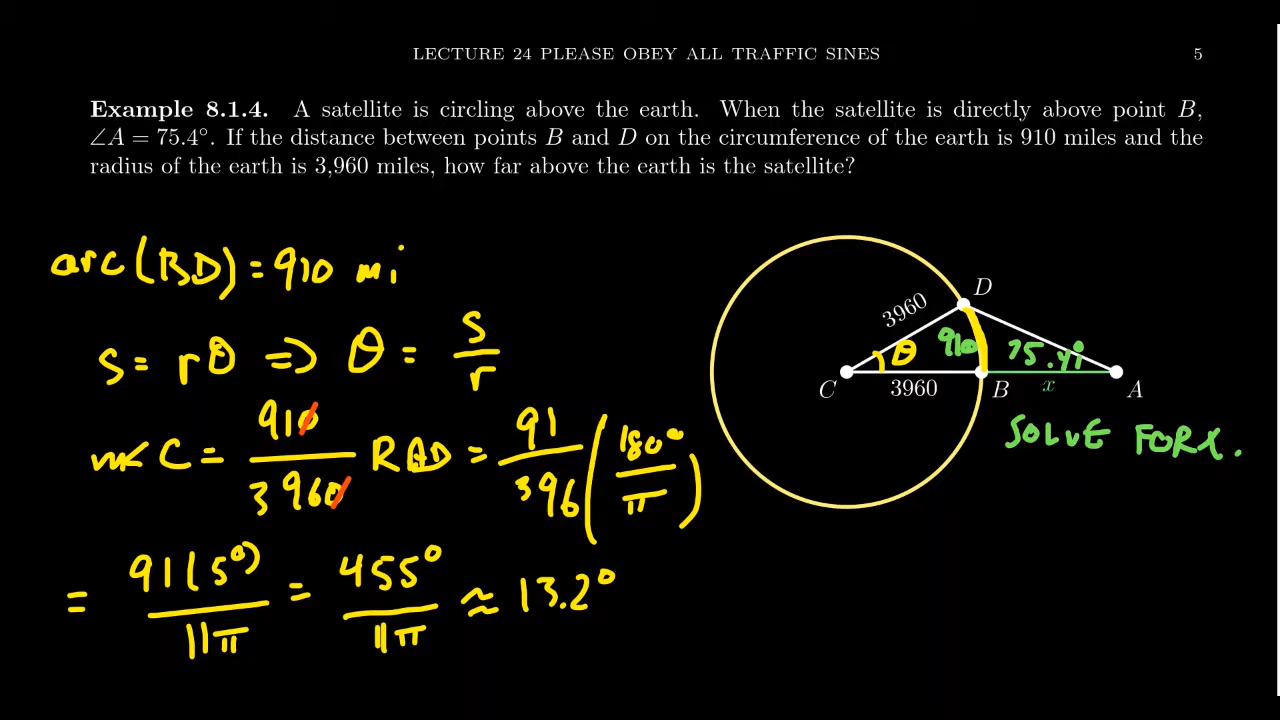 LECTURE 24 PLEASE OBEY ALL TRAFFIC SINES 5
Example 8.1.4. A satellite is circling above the earth. When the satellite is directly above point B,
∠A = 75.4°. If the distance between points B and D on the circumference of the earth is 910 miles and the
radius of the earth is 3,960 miles, how far above the earth is the satellite?
arc(BD) = 910 mi
s = rθ ⟹ θ = s/r
m∠C = 910/3960 RAD = 91/396 (180°/π)
= 91(5°)/11π = 455°/11π ≈ 13.2°
D
3960
θ 910 75.4
C 3960 B x A
SOLVE FOR X.